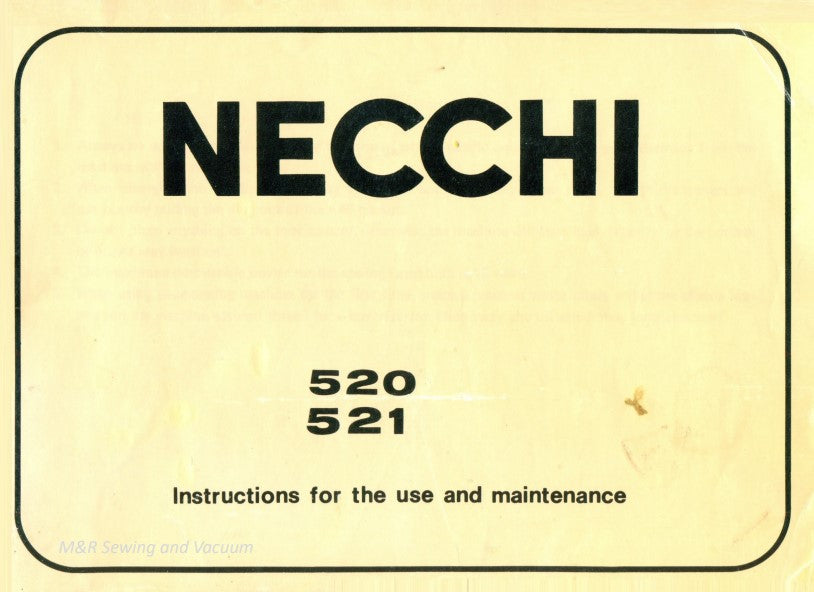 NECCHI
520
521
Instructions for the use and maintenance
M&R Sewing and Vacuum